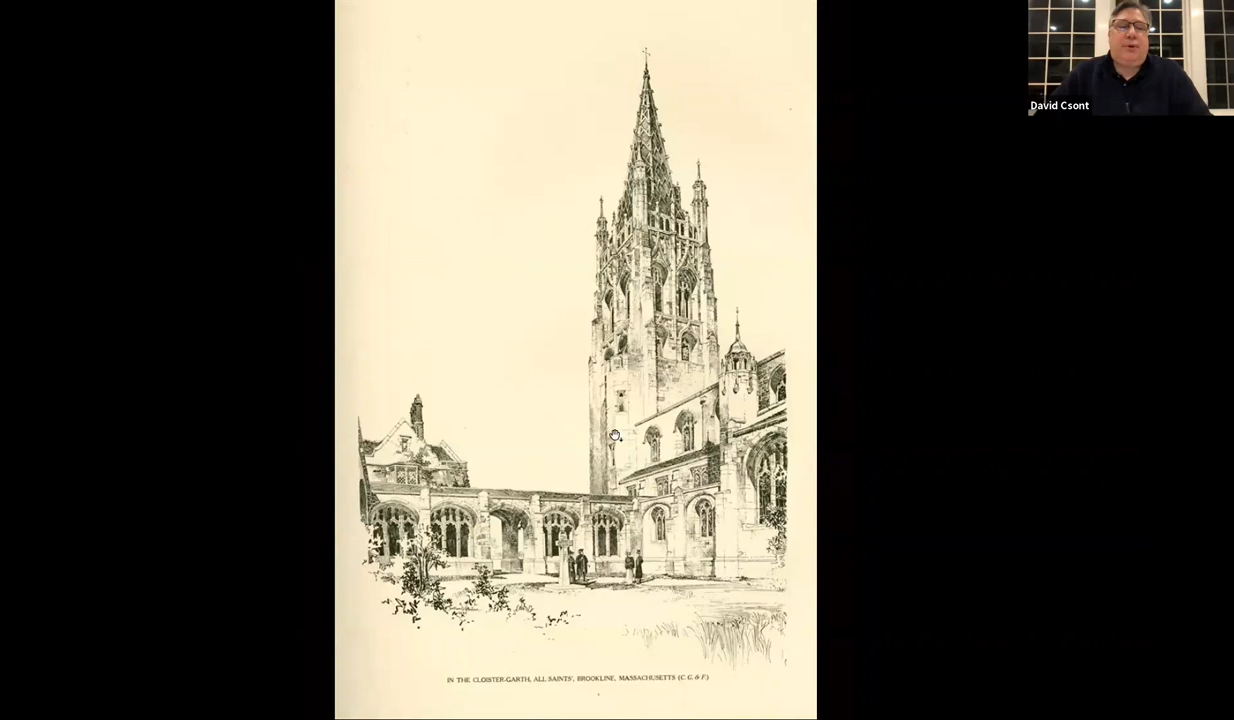 David Csont
IN THE CLOISTER-GARTH, ALL SAINTS', BROOKLINE, MASSACHUSETTS (C. G. & F.)